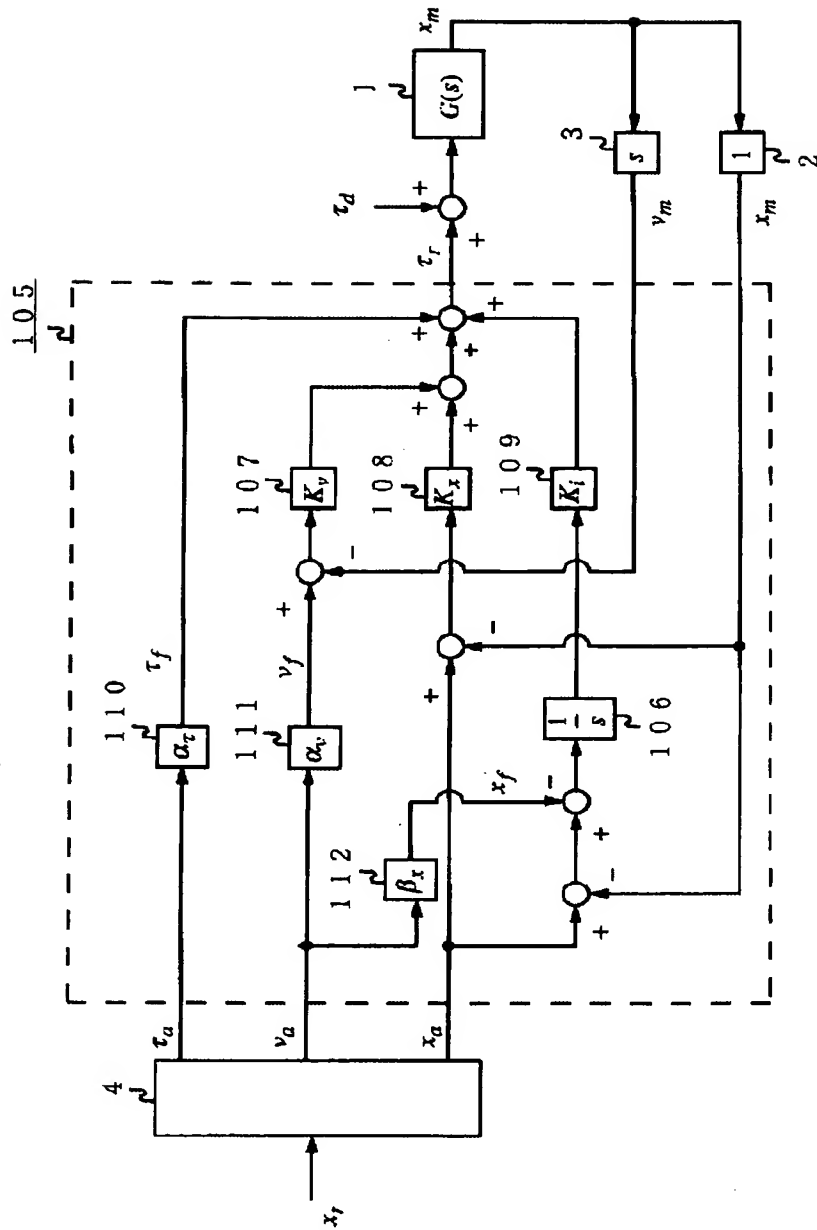 105
4
x_r
τ_a
v_a
x_a
110
α_τ
τ_f
111
α_v
v_f
112
β_x
x_f
106
1/s
107
K_v
108
K_x
109
K_i
+
-
+
-
+
-
+
-
+
+
+
+
+
τ_r
τ_d
+
+
1
G(s)
x_m
3
s
v_m
1
2
x_m